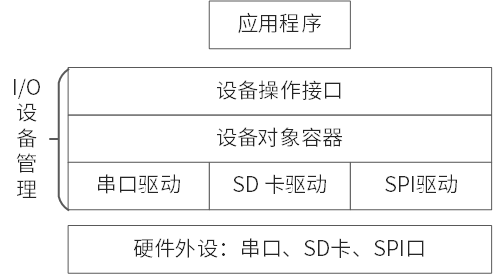 应用程序
I/O
设
备
管
理
设备操作接口
设备对象容器
串口驱动
SD 卡驱动
SPI驱动
硬件外设：串口、SD卡、SPI口